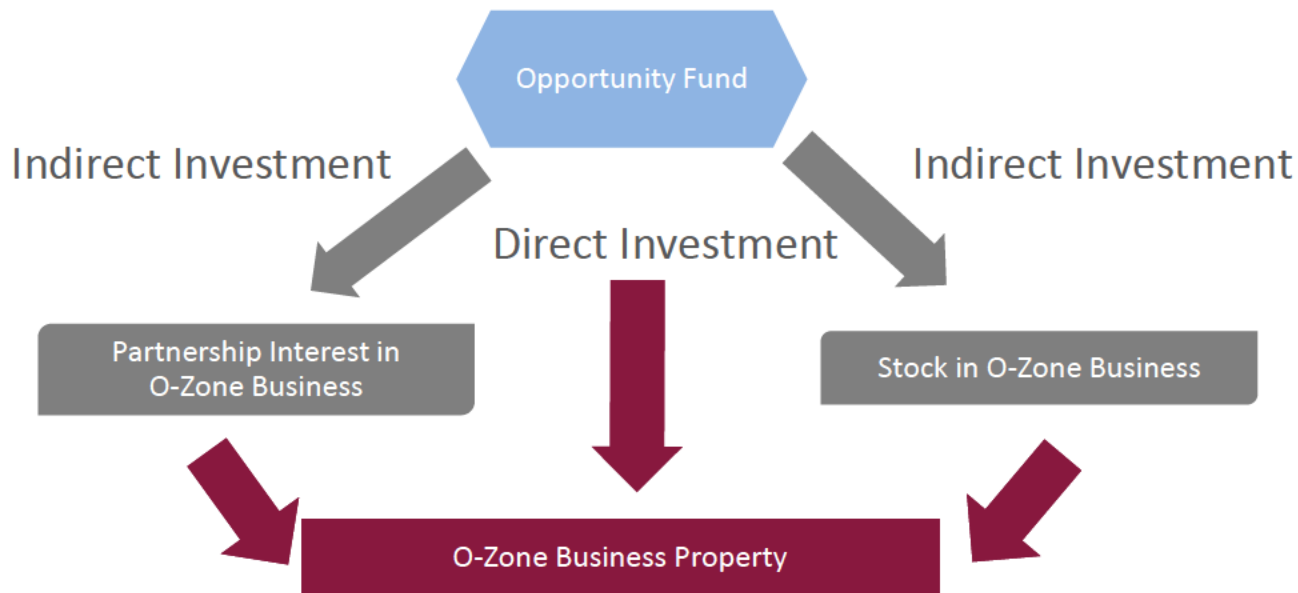 Opportunity Fund
Indirect Investment
Indirect Investment
Direct Investment
Partnership Interest in
O-Zone Business
Stock in O-Zone Business
O-Zone Business Property